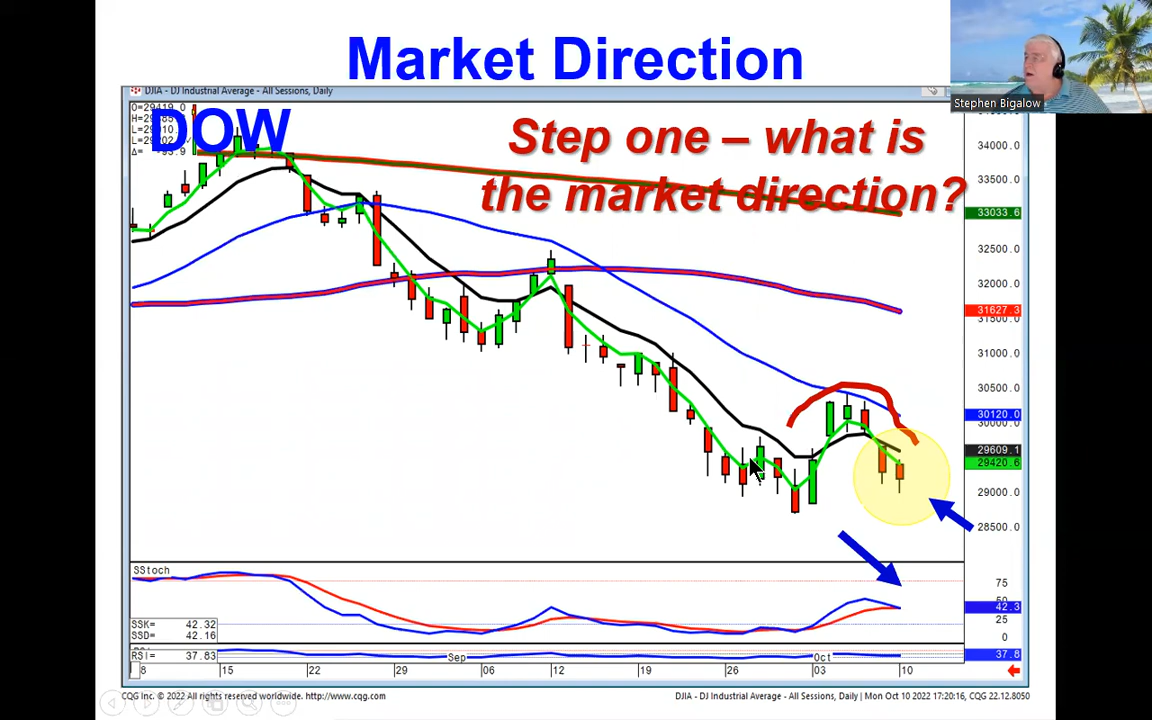 Market Direction
Stephen Bigalow
DJIA - DJ Industrial Average - All Sessions, Daily
DOW
Step one – what is
the market direction?
34000.0
33500.0
33033.6
32500.0
32000.0
31627.3
31000.0
30500.0
30120.0
30000.0
29609.1
29420.6
29000.0
28500.0
SStoch
75
50
42.3
25
0
SSK= 42.32
SSD= 42.16
RSI= 37.83
37.8
8 15 22 29 Sep 06 12 19 26 Oct 03 10
CQG Inc. © 2022 All rights reserved worldwide. http://www.cqg.com
DJIA - DJ Industrial Average - All Sessions, Daily | Mon Oct 10 2022 17:20:16, CQG 22.12.8050